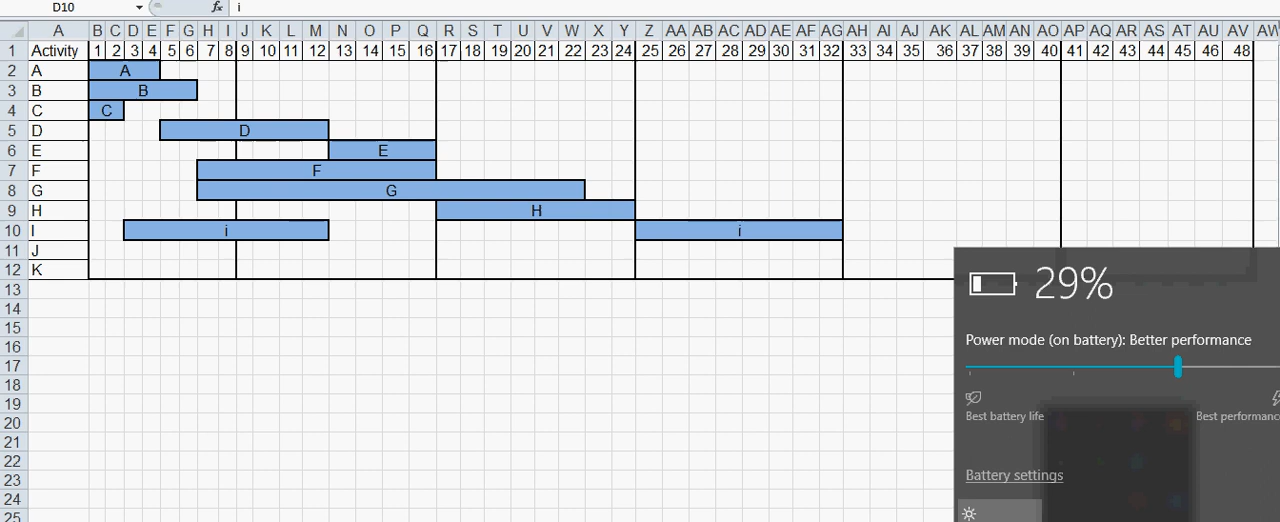 D10 fx i
A B C D E F G H I J K L M N O P Q R S T U V W X Y Z AA AB AC AD AE AF AG AH AI AJ AK AL AM AN AO AP AQ AR AS AT AU AV AW
1 Activity 1 2 3 4 5 6 7 8 9 10 11 12 13 14 15 16 17 18 19 20 21 22 23 24 25 26 27 28 29 30 31 32 33 34 35 36 37 38 39 40 41 42 43 44 45 46 47 48
2 A A
3 B B
4 C C
5 D D
6 E E
7 F F
8 G G
9 H H
10 I i i
11 J
12 K
13
14
15
16
17
18
19
20
21
22
23
24
25
29%
Power mode (on battery): Better performance
Best battery life Best performance
Battery settings